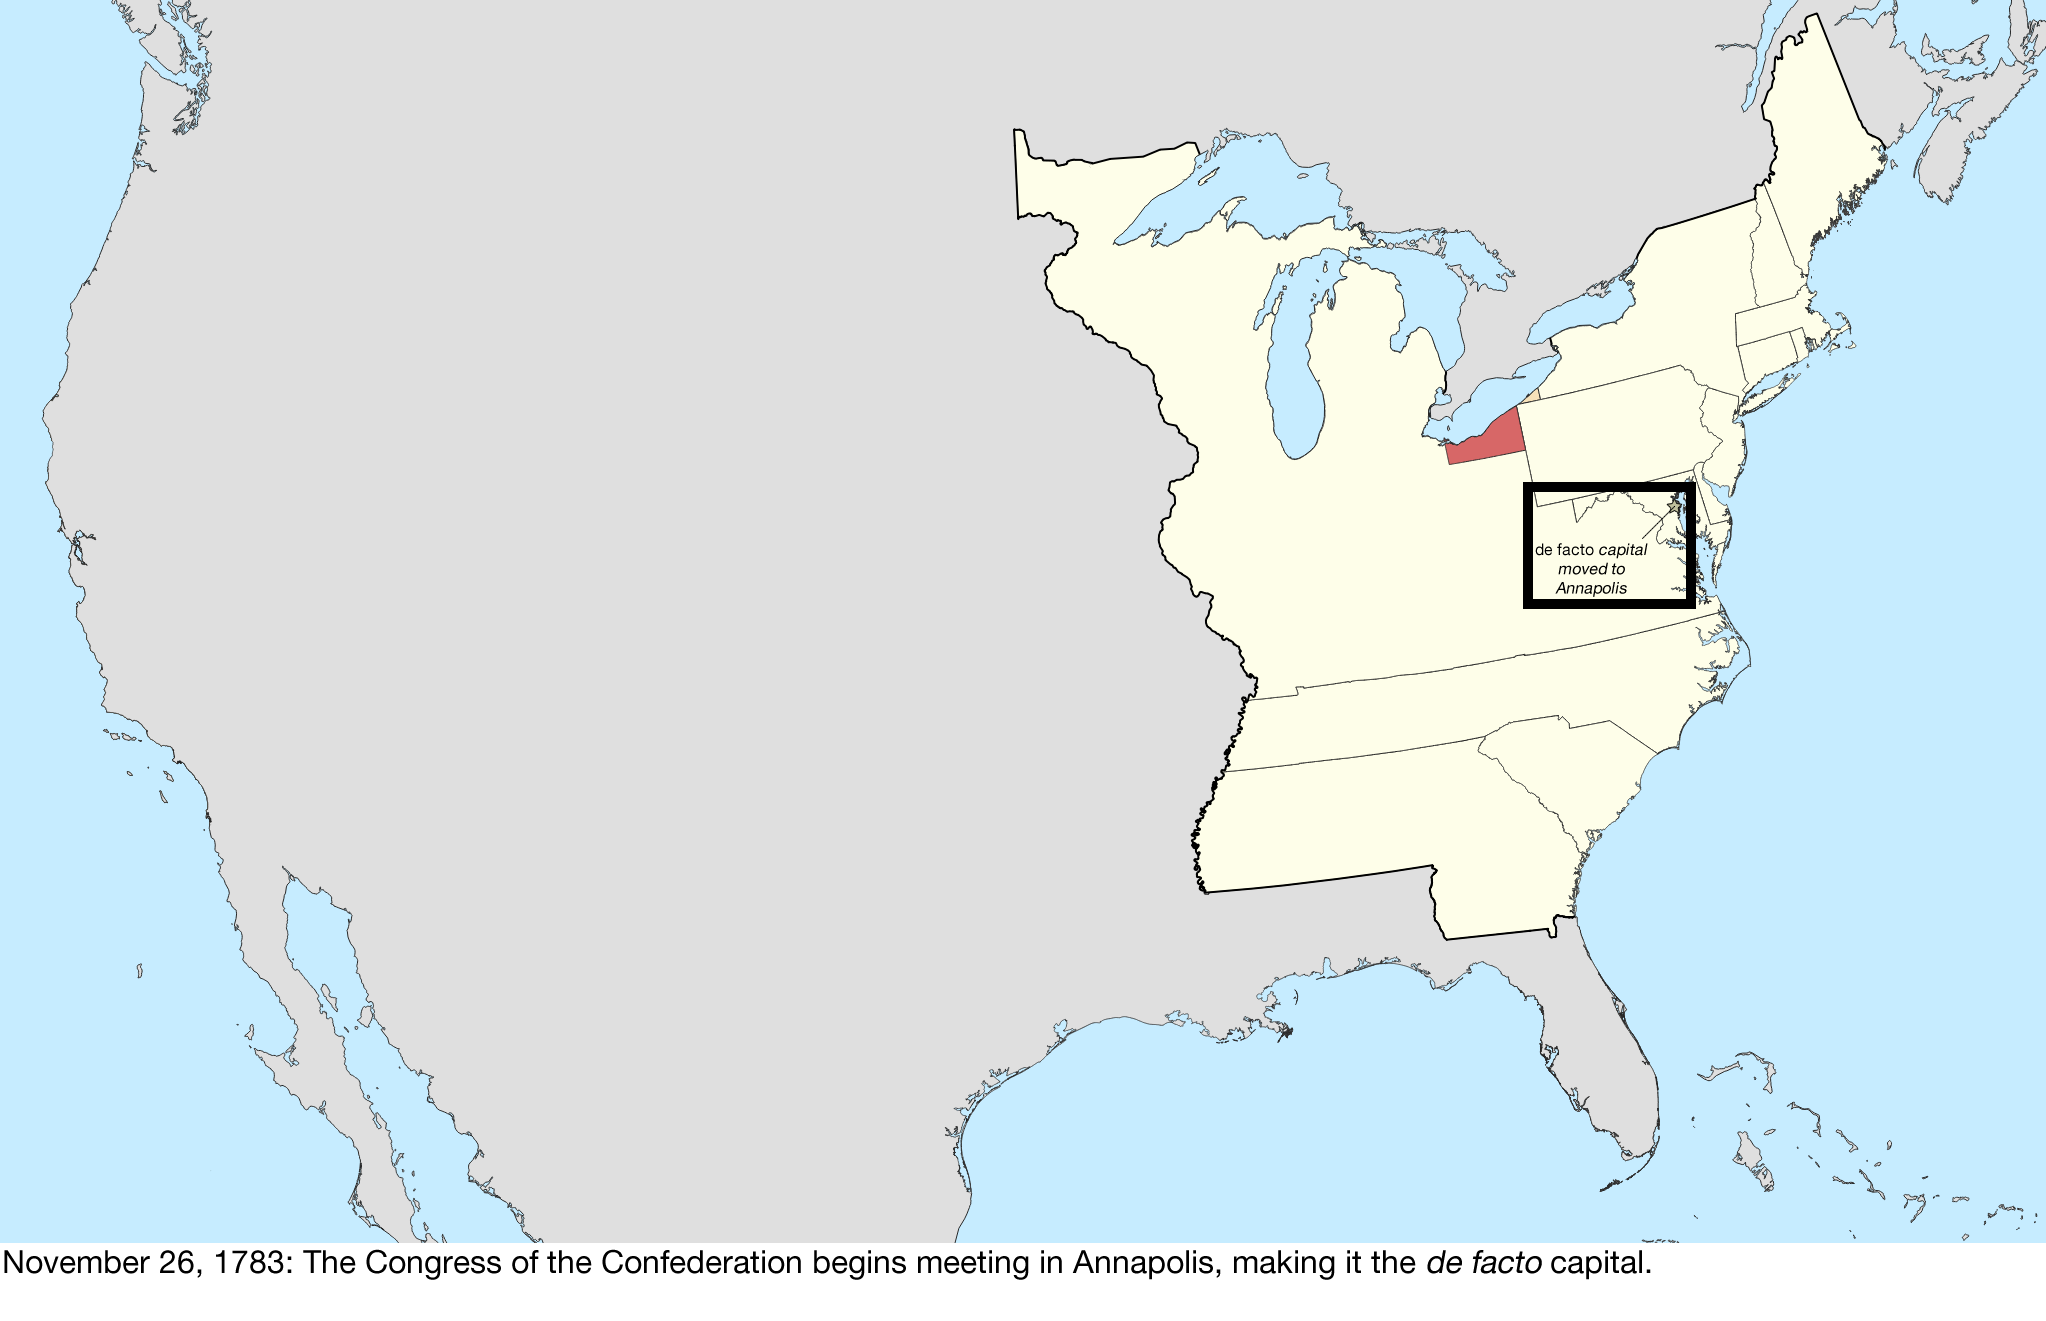 de facto capital
moved to
Annapolis
November 26, 1783: The Congress of the Confederation begins meeting in Annapolis, making it the de facto capital.